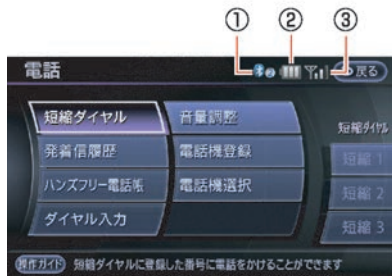 ① ② ③
電話
戻る
短縮ダイヤル
音量調整
短縮ダイヤル
発着信履歴
電話機登録
短縮 1
ハンズフリー電話帳
電話機選択
短縮 2
ダイヤル入力
短縮 3
操作ガイド 短縮ダイヤルに登録した番号に電話をかけることができます